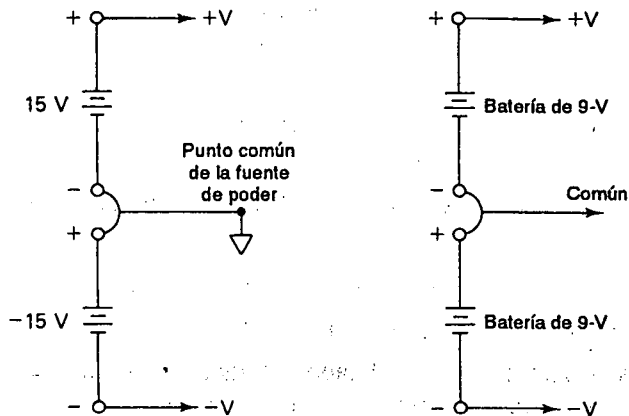 +
+V
15 V
Punto común
de la fuente
de poder
-
+
−15 V
-
−V
+
+V
Batería de 9-V
-
Común
+
Batería de 9-V
-
−V